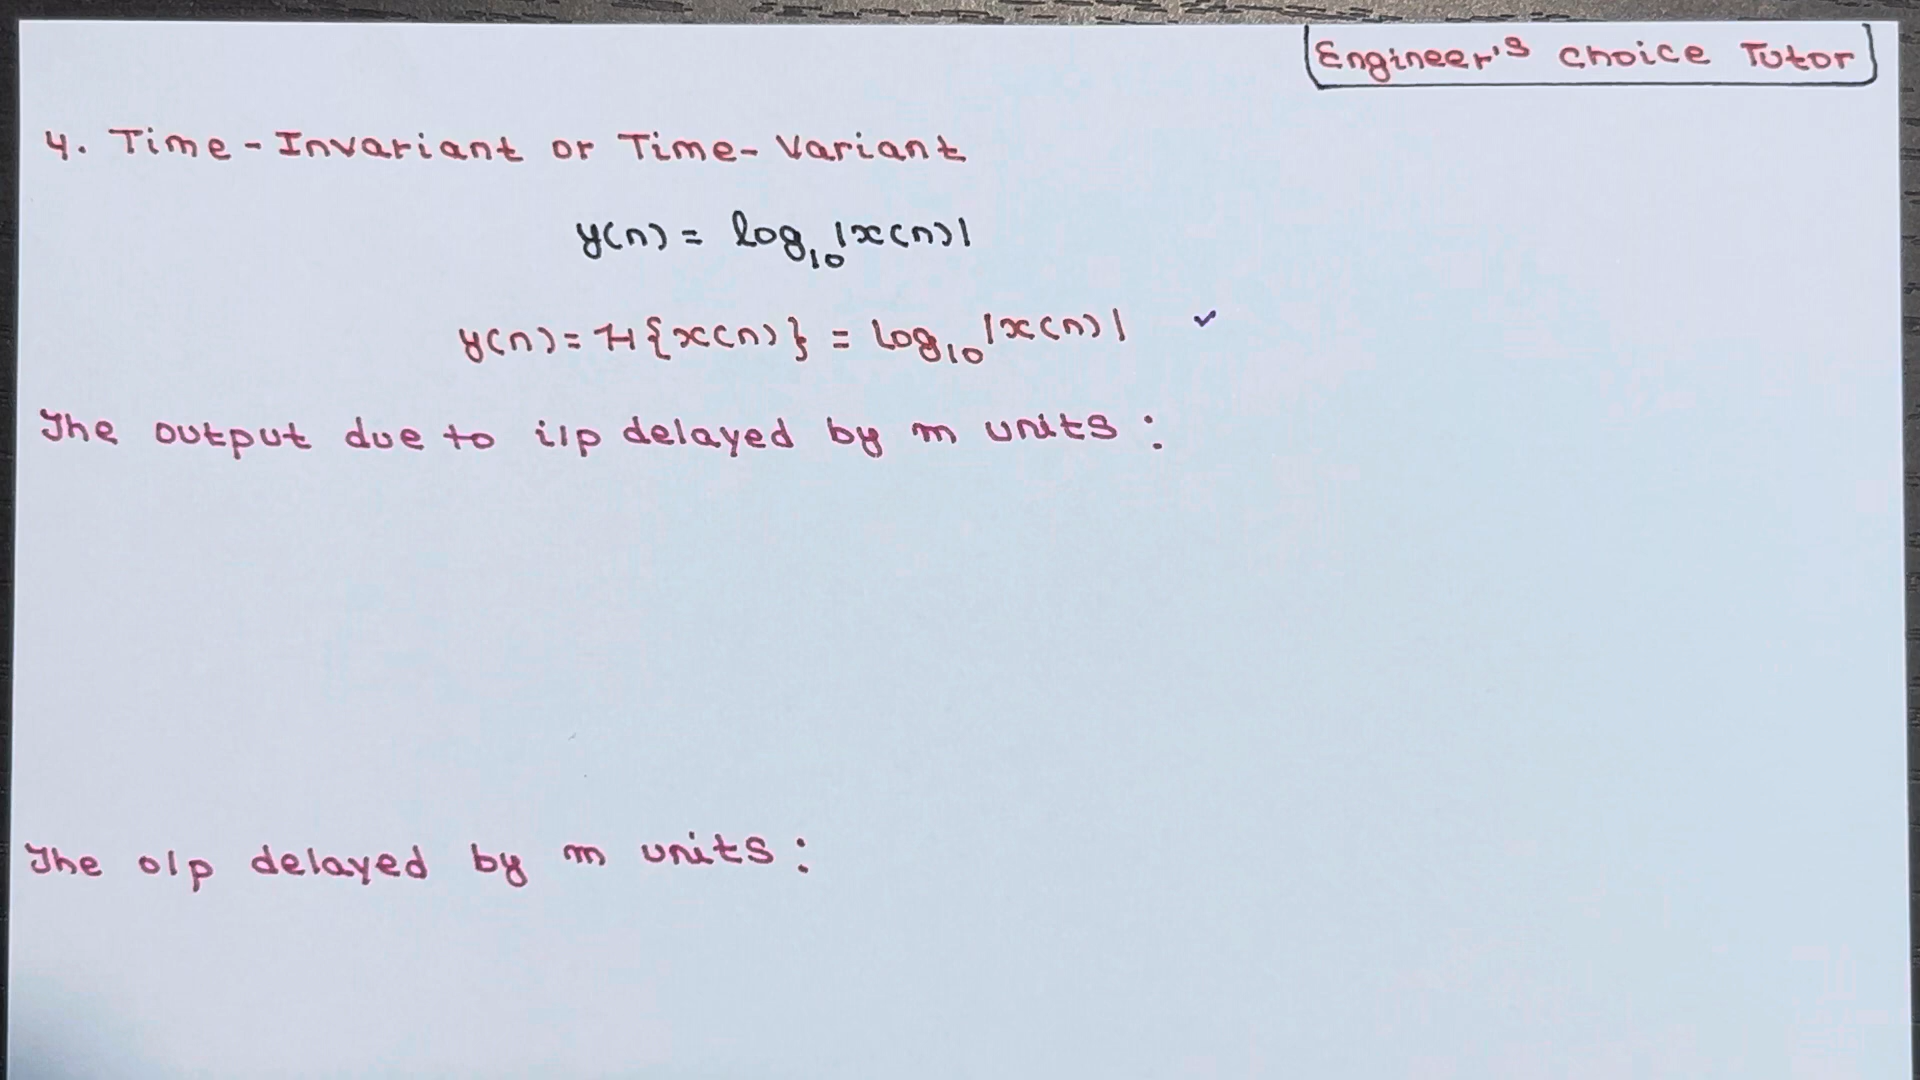 Engineer's Choice Tutor
4. Time-Invariant or Time-Variant
y(n) = log₁₀|x(n)|
y(n) = H{x(n)} = log₁₀|x(n)| ✓
The output due to i/p delayed by m units :
The o/p delayed by m units :